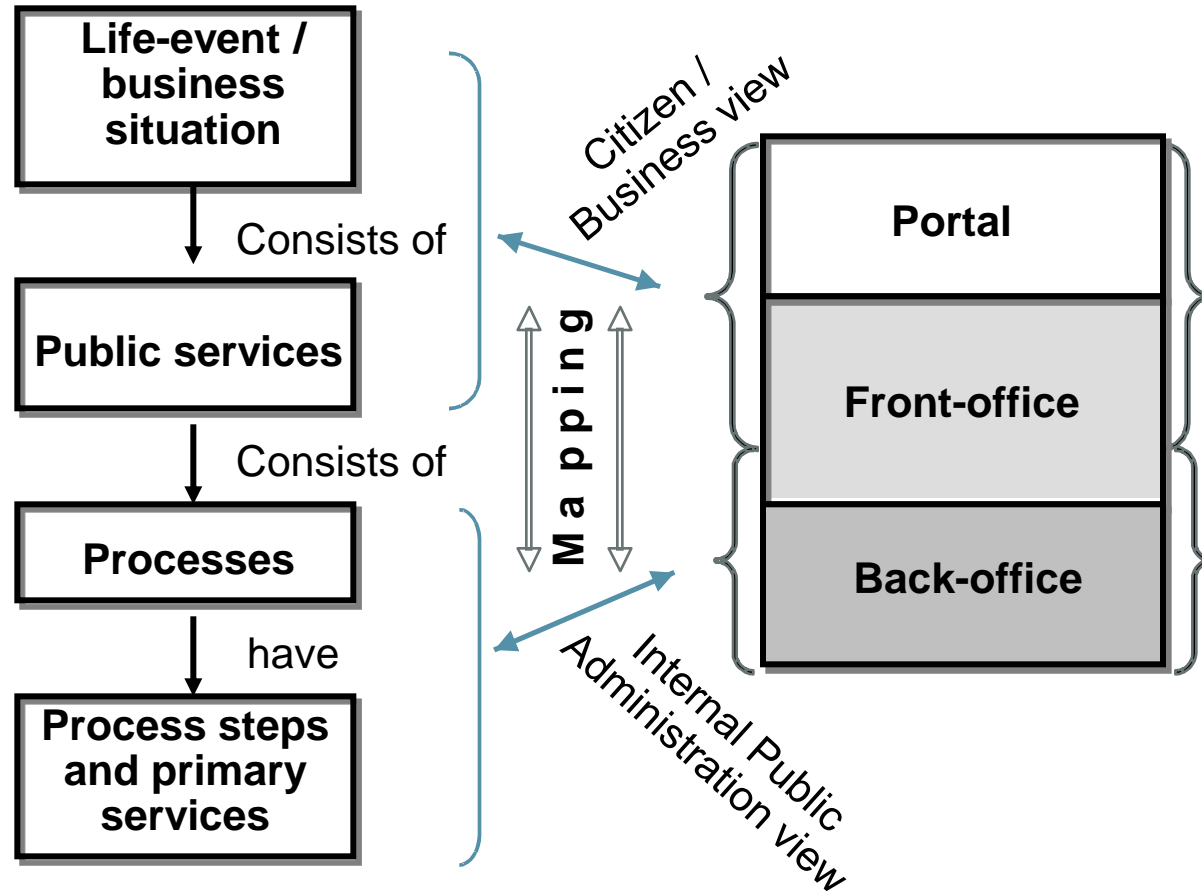 Life-event /
business
situation
Consists of
Public services
Consists of
Processes
have
Process steps
and primary
services
Citizen /
Business view
Mapping
Internal Public
Administration view
Portal
Front-office
Back-office